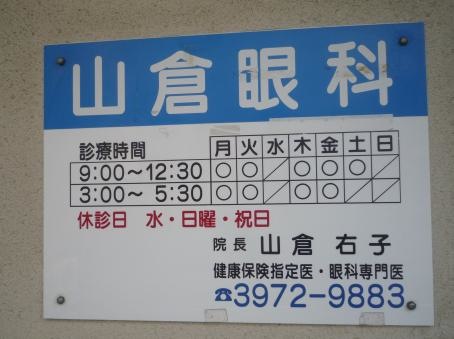 山倉眼科
診療時間 月 火 水 木 金 土 日
9:00〜12:30 ○ ○ ／ ○ ○ ○ ／
3:00〜 5:30 ○ ○ ／ ○ ○ ／ ／
休診日 水・日曜・祝日
院長 山倉右子
健康保険指定医・眼科専門医
☎3972-9883